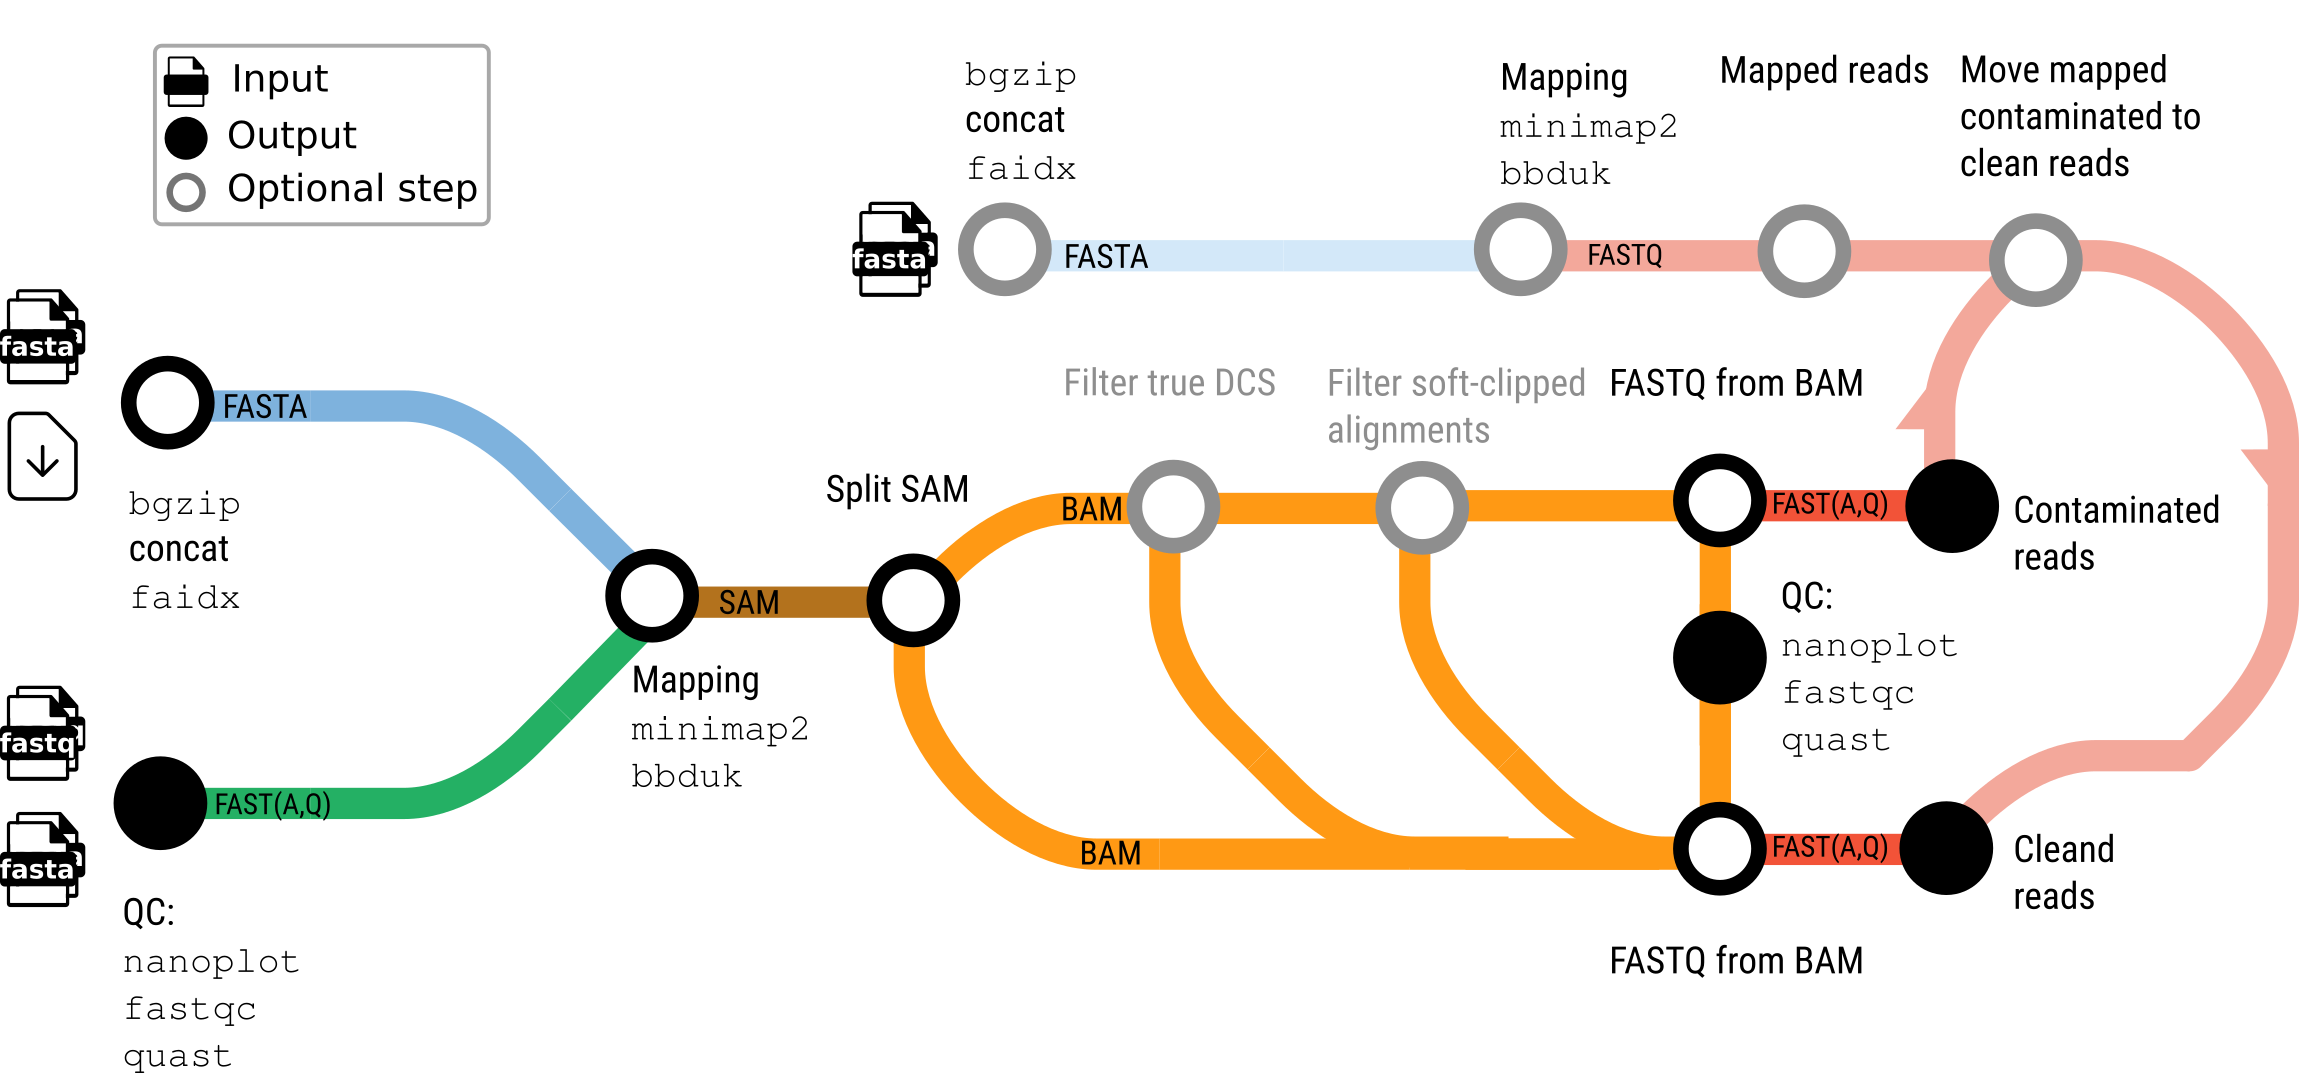 Input
Output
Optional step
bgzip
concat
faidx
Mapping
minimap2
bbduk
Mapped reads
Move mapped
contaminated to
clean reads
fasta
FASTA
FASTQ
fasta
FASTA
bgzip
concat
faidx
Filter true DCS
Filter soft-clipped
alignments
FASTQ from BAM
Split SAM
BAM
FAST(A,Q)
Contaminated
reads
SAM
Mapping
minimap2
bbduk
QC:
nanoplot
fastqc
quast
fastq
fasta
FAST(A,Q)
QC:
nanoplot
fastqc
quast
BAM
FAST(A,Q)
Cleand
reads
FASTQ from BAM